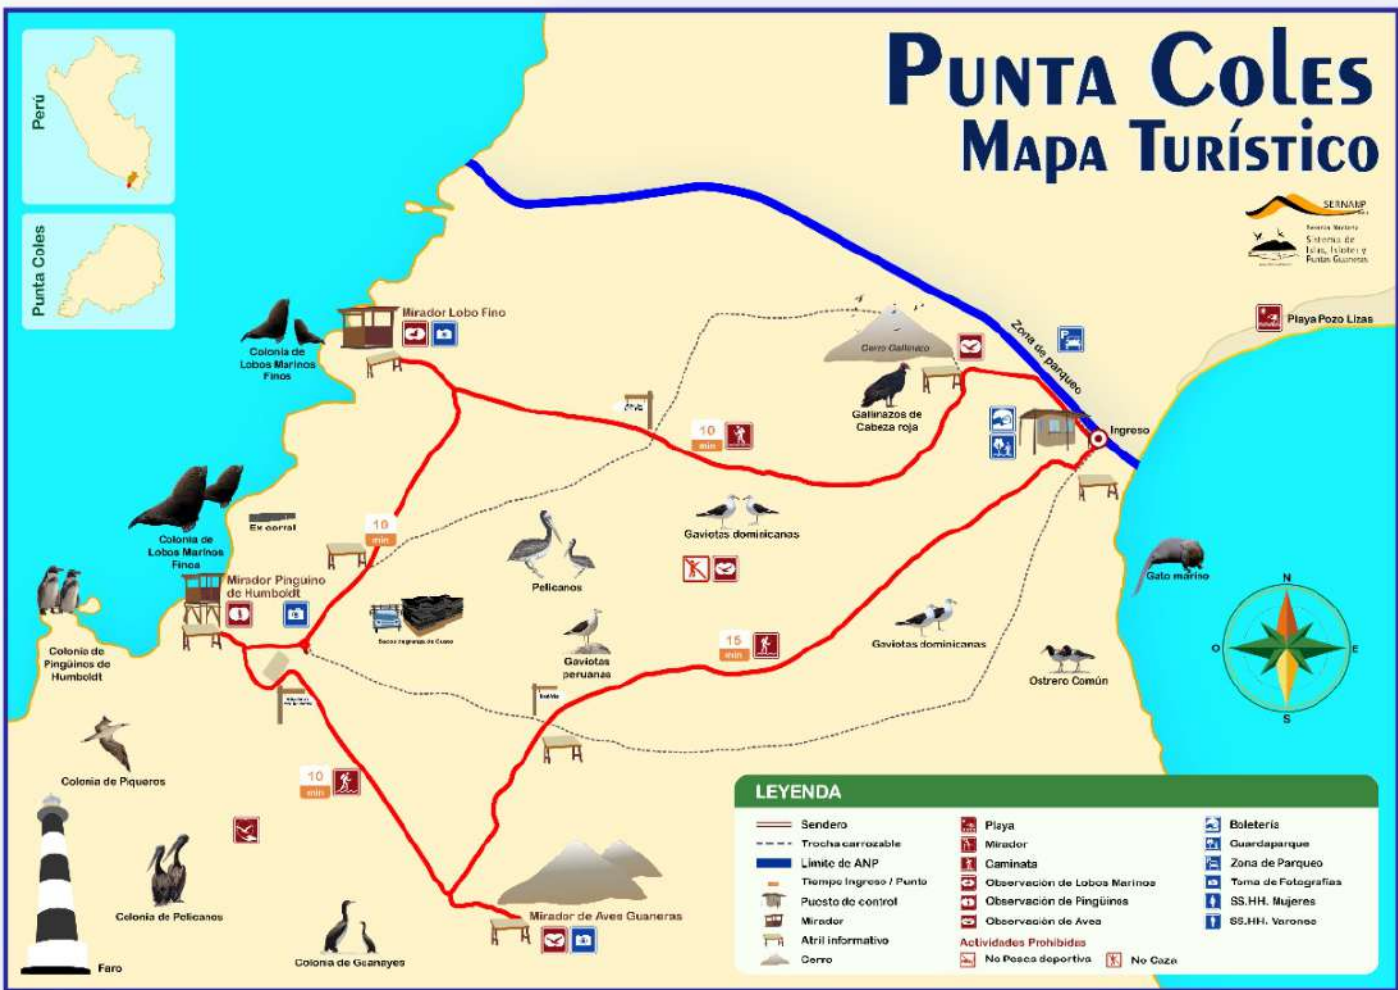 PUNTA COLES
MAPA TURÍSTICO
Perú
Punta Coles
SERNANP
Sistema de
Islas, Islotes y
Puntas Guaneras
Playa Pozo Lizas
Mirador Lobo Fino
Colonia de
Lobos Marinos
Finos
Cerro Gallinazo
Zona de parqueo
Gallinazos de
Cabeza roja
Ingreso
10
min
Gaviotas dominicanas
Colonia de
Lobos Marinos
Finos
Ex corral
10
min
Pelicanos
Gato marino
Mirador Pingüino
de Humboldt
N
O
E
S
Colonia de
Pingüinos de
Humboldt
Gaviotas
peruanas
15
min
Gaviotas dominicanas
Ostrero Común
Colonia de Piqueros
10
min
Colonia de Pelicanos
Colonia de Guanayes
Mirador de Aves Guaneras
Faro
LEYENDA
Sendero
Trocha carrozable
Límite de ANP
Tiempo Ingreso / Punto
Puesto de control
Mirador
Atril informativo
Cerro
Playa
Mirador
Caminata
Observación de Lobos Marinos
Observación de Pingüinos
Observación de Aves
Actividades Prohibidas
No Pesca deportiva
No Caza
Boletería
Guardaparque
Zona de Parqueo
Toma de Fotografías
SS.HH. Mujeres
SS.HH. Varones